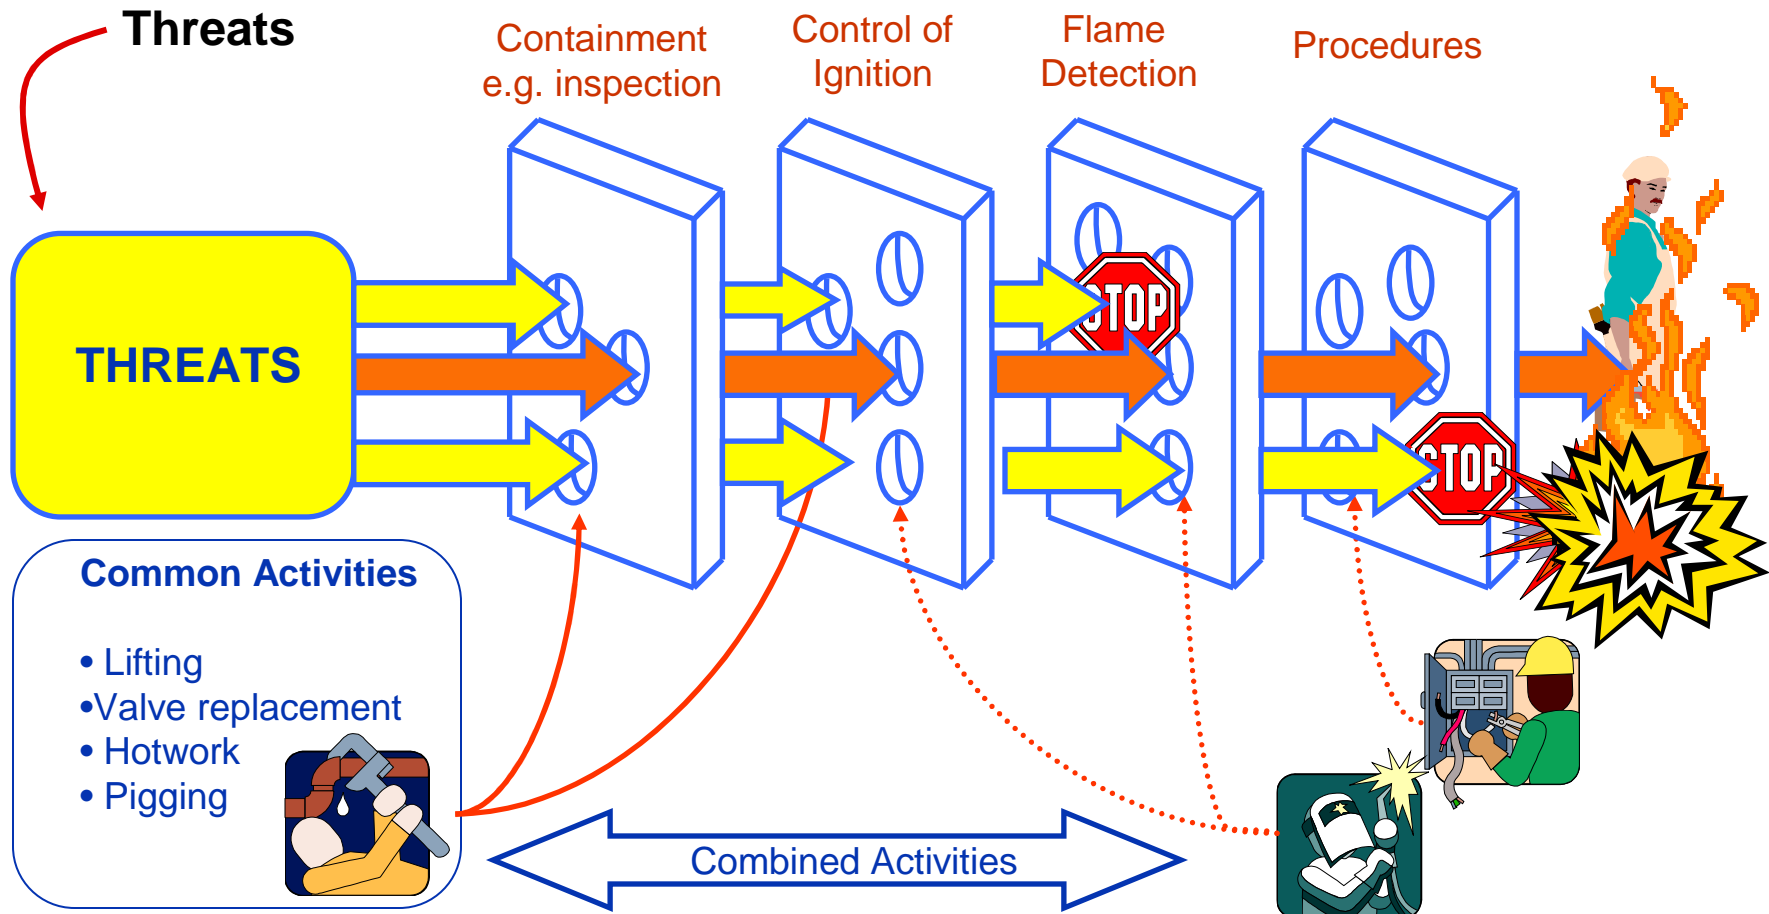 Threats
Containment
e.g. inspection
Control of
Ignition
Flame
Detection
Procedures
STOP
THREATS
STOP
Common Activities
• Lifting
•Valve replacement
• Hotwork
• Pigging
Combined Activities